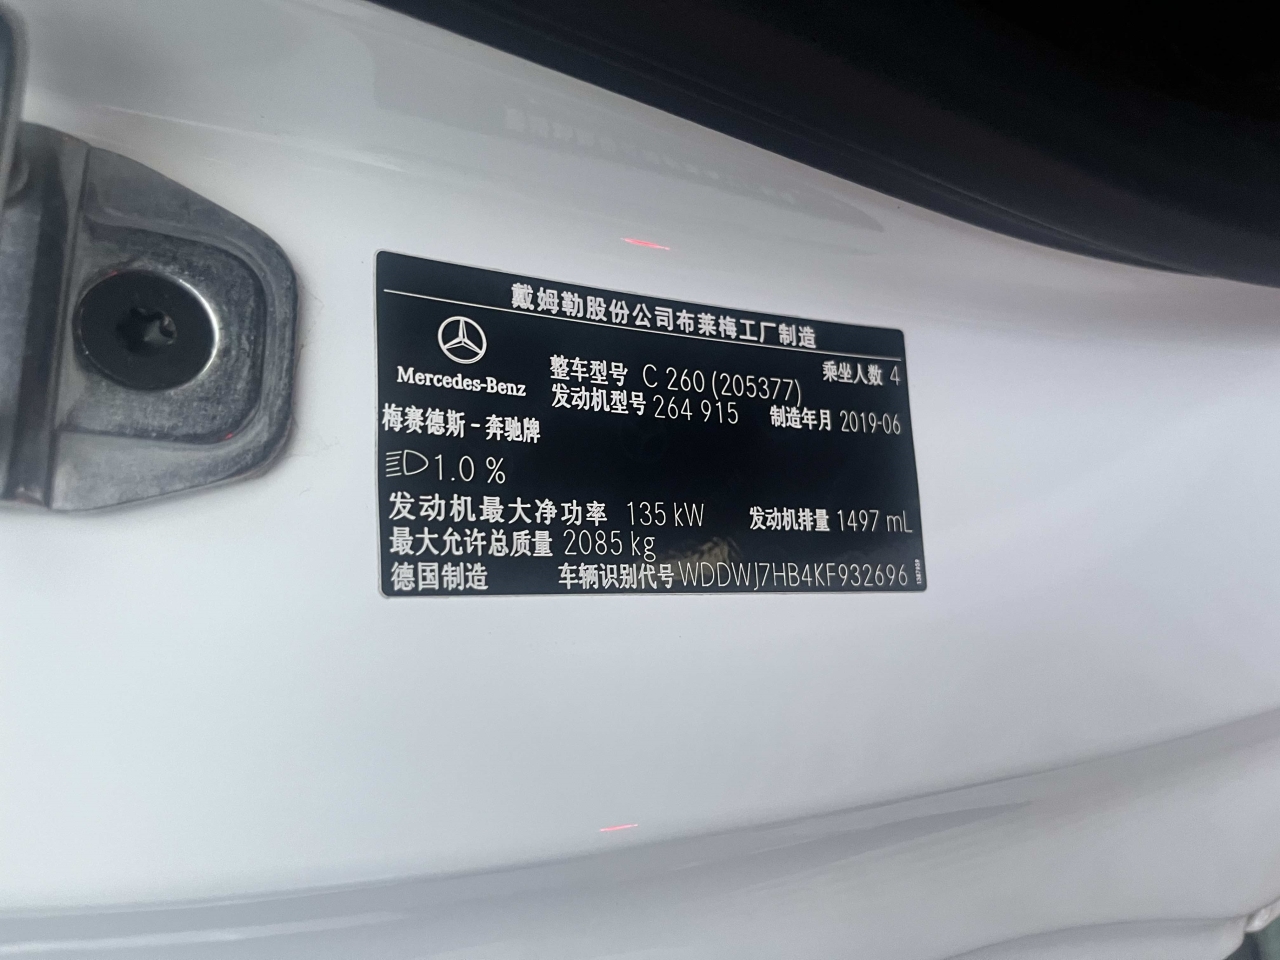 戴姆勒股份公司布莱梅工厂制造
Mercedes-Benz
整车型号 C 260 (205377) 乘坐人数 4
发动机型号 264 915 制造年月 2019-06
梅赛德斯-奔驰牌
1.0 %
发动机最大净功率 135 kW 发动机排量 1497 mL
最大允许总质量 2085 kg
德国制造 车辆识别代号 WDDWJ7HB4KF932696